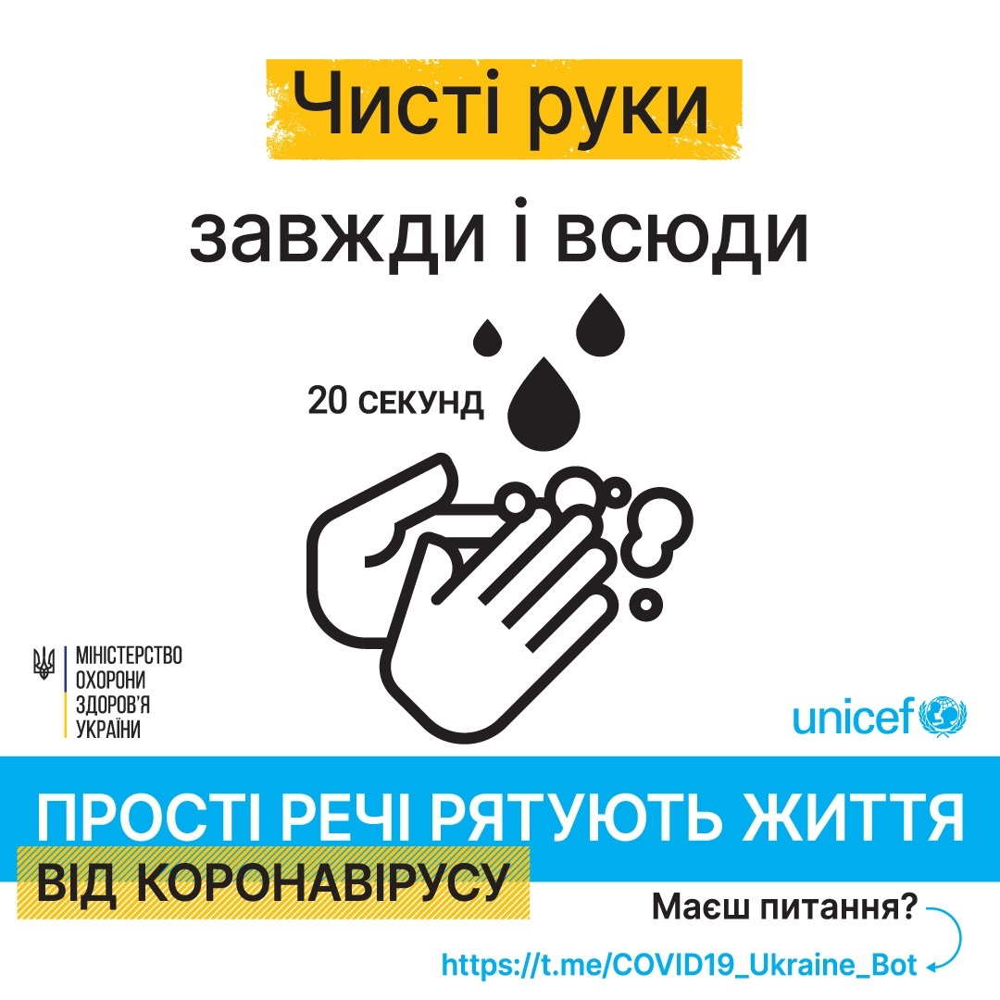 Чисті руки
завжди і всюди
20 СЕКУНД
МІНІСТЕРСТВО
ОХОРОНИ
ЗДОРОВ'Я
УКРАЇНИ
unicef
ПРОСТІ РЕЧІ РЯТУЮТЬ ЖИТТЯ
ВІД КОРОНАВІРУСУ
Маєш питання?
https://t.me/COVID19_Ukraine_Bot